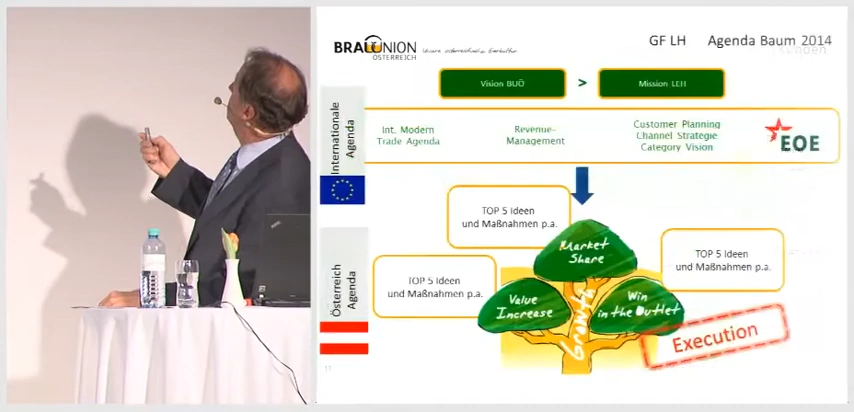 BRAUUNION
ÖSTERREICH
GF LH Agenda Baum 2014
Vision BUÖ > Mission LEH
Internationale
Agenda
Int. Modern
Trade Agenda
Revenue-
Management
Customer Planning
Channel Strategie
Category Vision
EOE
Österreich
Agenda
TOP 5 Ideen
und Maßnahmen p.a.
TOP 5 Ideen
und Maßnahmen p.a.
TOP 5 Ideen
und Maßnahmen p.a.
Market
Share
Value
Increase
Win
in the Outlet
Growth
Execution
11